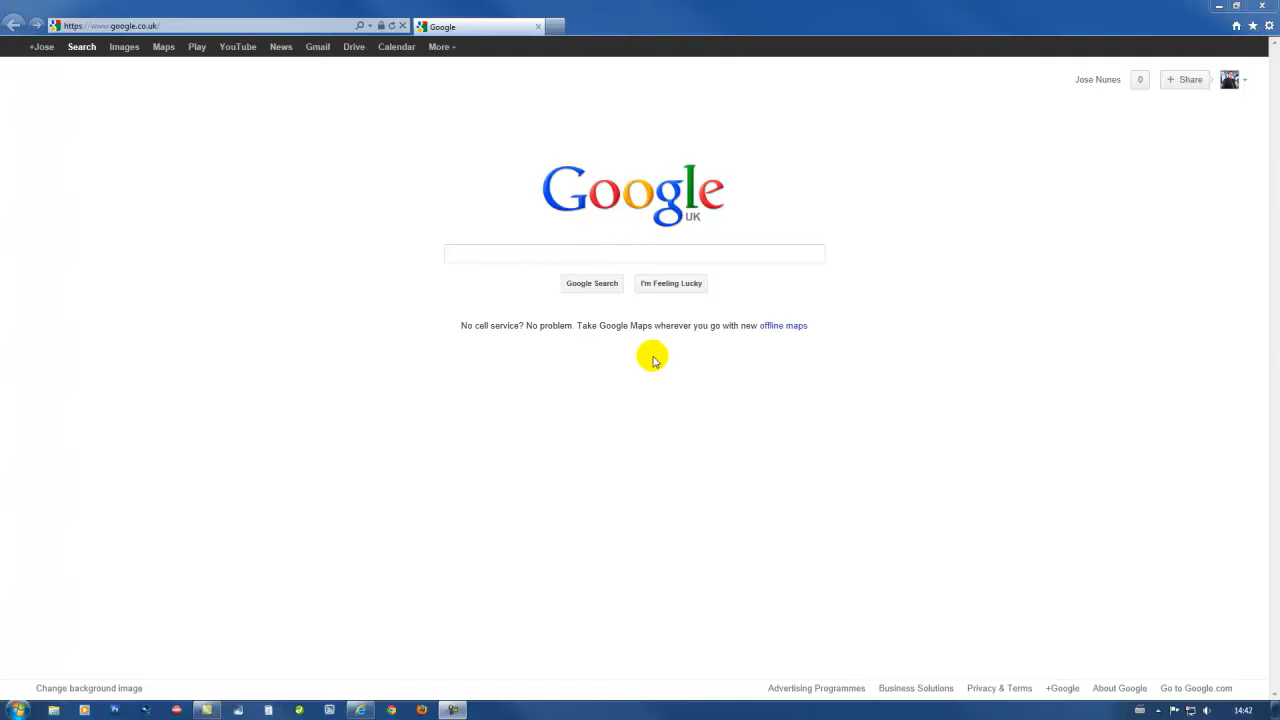 https://www.google.co.uk/
Google
+Jose Search Images Maps Play YouTube News Gmail Drive Calendar More
Jose Nunes 0 + Share
Google
UK
Google Search I'm Feeling Lucky
No cell service? No problem. Take Google Maps wherever you go with new offline maps
Change background image Advertising Programmes Business Solutions Privacy & Terms +Google About Google Go to Google.com
14:42